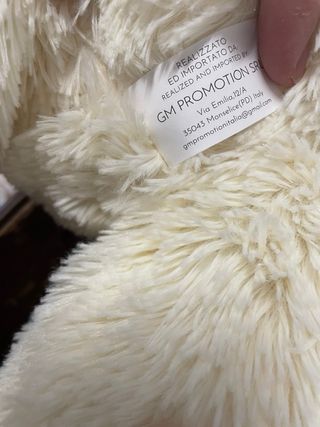 REALIZZATO
ED IMPORTATO DA
REALIZED AND IMPORTED BY
GM PROMOTION SRL
Via Emilia,12/A
35043 Monselice(PD) Italy
gmpromotionitalia@gmail.com